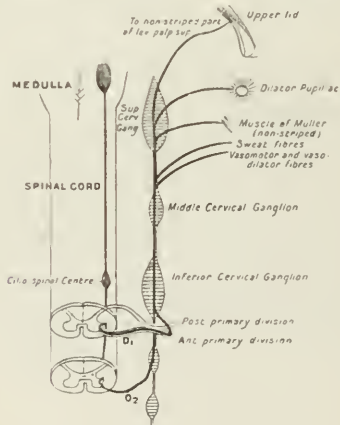 To non-striped part
of lev palp sup.
Upper lid
MEDULLA
Sup
Cerv
Gang
Dilator Pupillae
Muscle of Muller
(non-striped)
Sweat fibres
Vasomotor and vaso-
dilator fibres
SPINAL CORD
Middle Cervical Ganglion
Cilio spinal Centre
Inferior Cervical Ganglion
Post primary division
Ant primary division
D1
D2